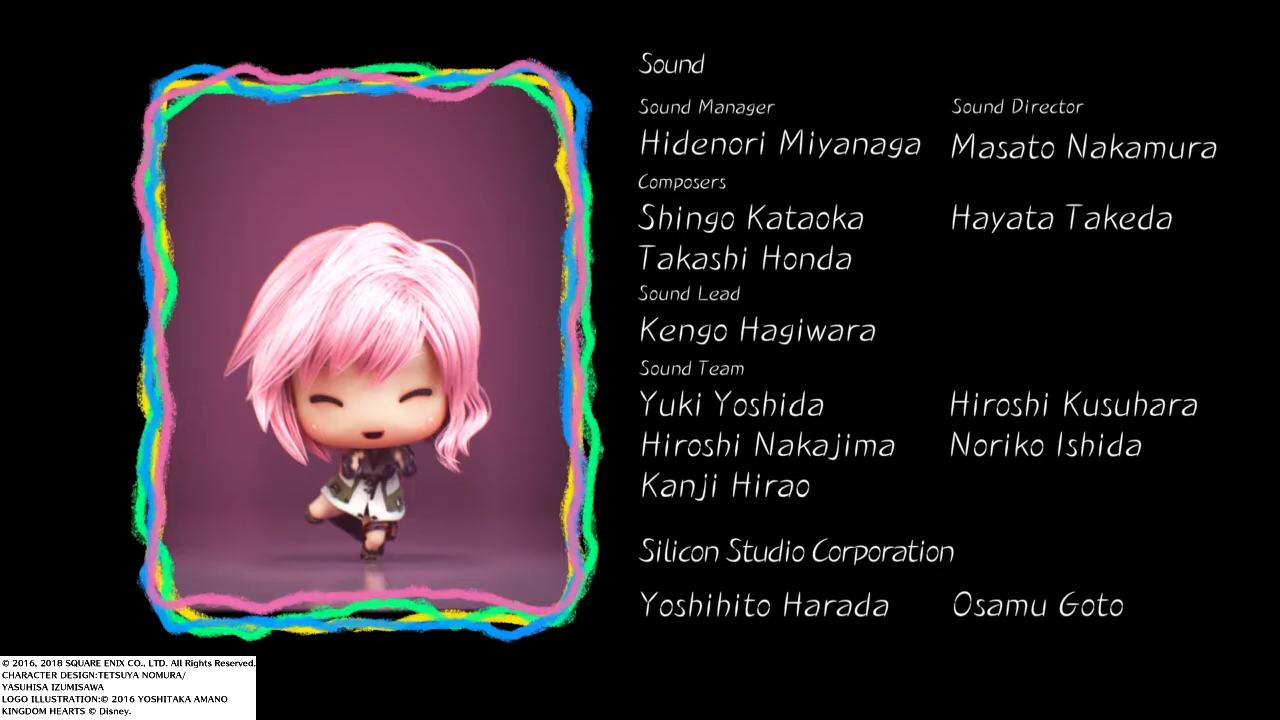 Sound
Sound Manager Sound Director
Hidenori Miyanaga Masato Nakamura
Composers
Shingo Kataoka Hayata Takeda
Takashi Honda
Sound Lead
Kengo Hagiwara
Sound Team
Yuki Yoshida Hiroshi Kusuhara
Hiroshi Nakajima Noriko Ishida
Kanji Hirao
Silicon Studio Corporation
Yoshihito Harada Osamu Goto
© 2016, 2018 SQUARE ENIX CO., LTD. All Rights Reserved.
CHARACTER DESIGN:TETSUYA NOMURA/
YASUHISA IZUMISAWA
LOGO ILLUSTRATION:© 2016 YOSHITAKA AMANO
KINGDOM HEARTS © Disney.